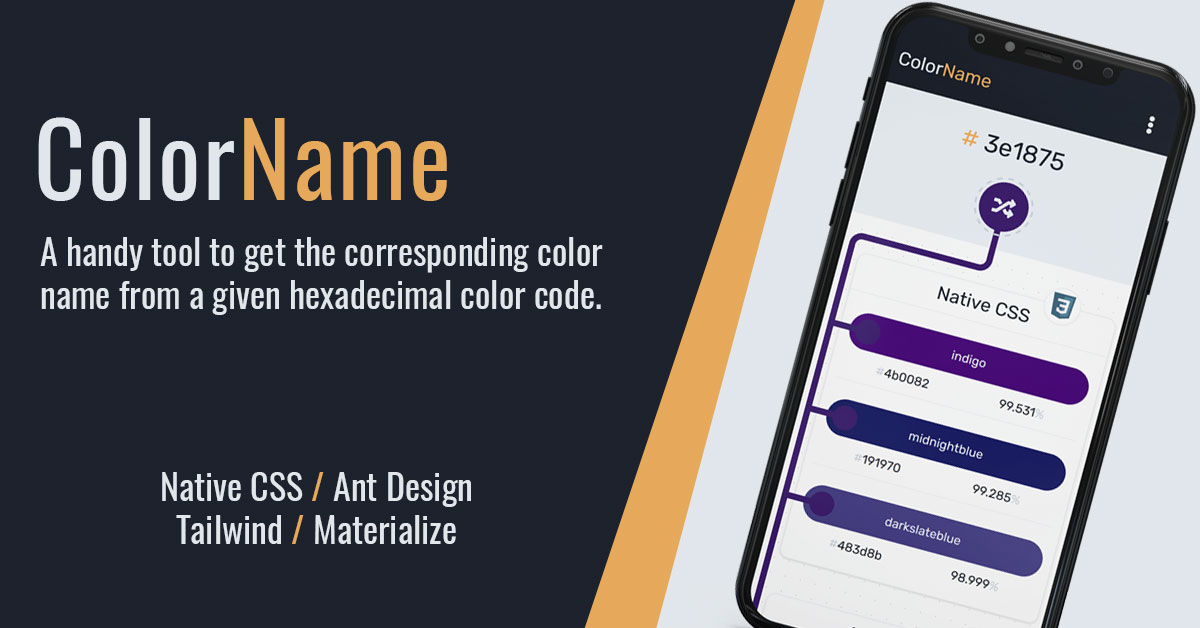 ColorName
A handy tool to get the corresponding color
name from a given hexadecimal color code.
Native CSS / Ant Design
Tailwind / Materialize
ColorName
# 3e1875
Native CSS
indigo
#4b0082
99.531%
midnightblue
#191970
99.285%
darkslateblue
#483d8b
98.999%